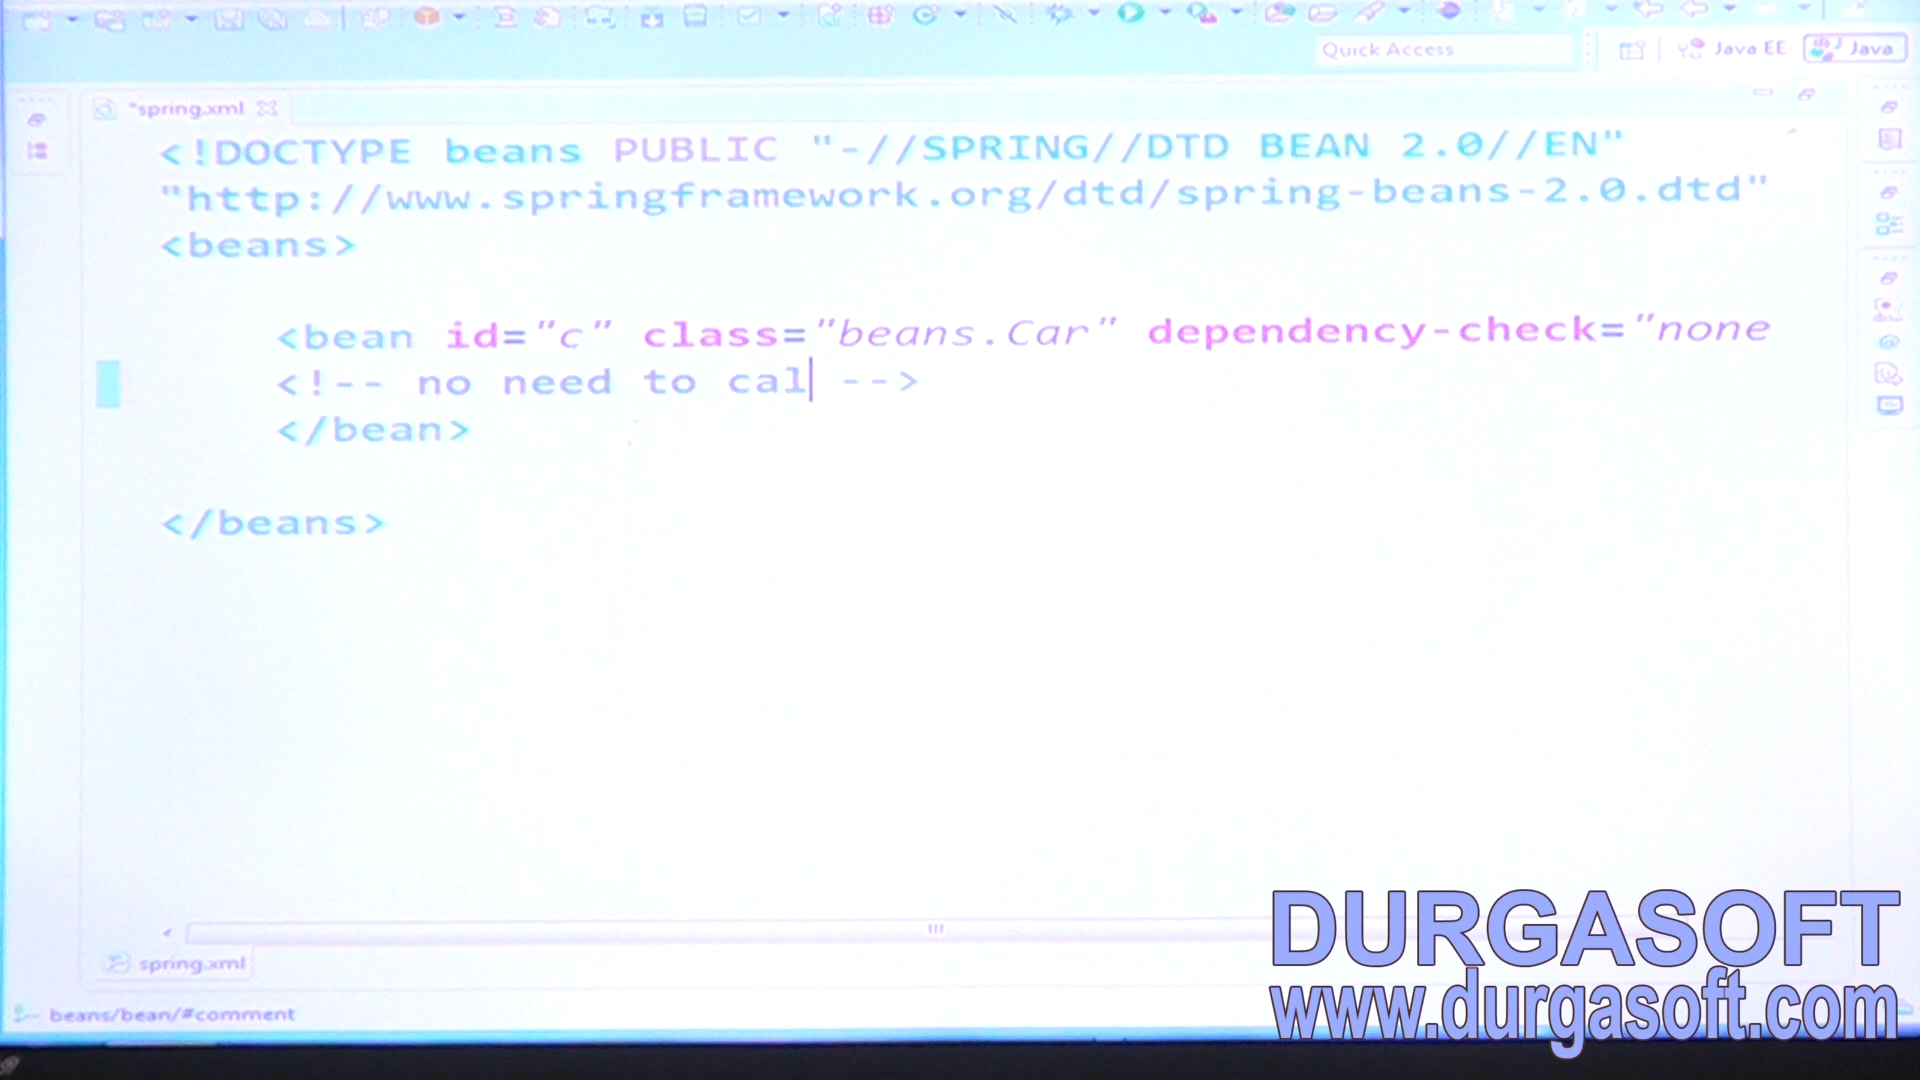 Quick Access
Java EE
Java
*spring.xml
<!DOCTYPE beans PUBLIC "-//SPRING//DTD BEAN 2.0//EN"
"http://www.springframework.org/dtd/spring-beans-2.0.dtd"
<beans>
<bean id="c" class="beans.Car" dependency-check="none
<!-- no need to cal -->
</bean>
</beans>
spring.xml
beans/bean/#comment
DURGASOFT
www.durgasoft.com